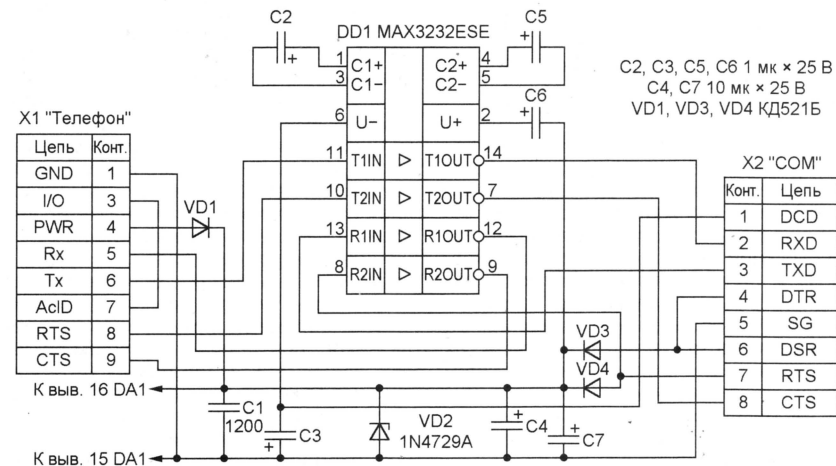 C2
DD1 MAX3232ESE
C5
1
C1+
C2+
4
3
C1−
C2−
5
C2, C3, C5, C6 1 мк × 25 В
C4, C7 10 мк × 25 В
VD1, VD3, VD4 КД521Б
C6
6
U−
U+
2
X1 "Телефон"
Цепь Конт.
GND 1
I/O 3
PWR 4
Rx 5
Tx 6
AcID 7
RTS 8
CTS 9
VD1
11 T1IN T1OUT 14
10 T2IN T2OUT 7
13 R1IN R1OUT 12
8 R2IN R2OUT 9
X2 "COM"
Конт. Цепь
1 DCD
2 RXD
3 TXD
4 DTR
5 SG
6 DSR
7 RTS
8 CTS
VD3
VD4
К выв. 16 DA1
C1
1200
C3
VD2
1N4729A
C4
C7
К выв. 15 DA1